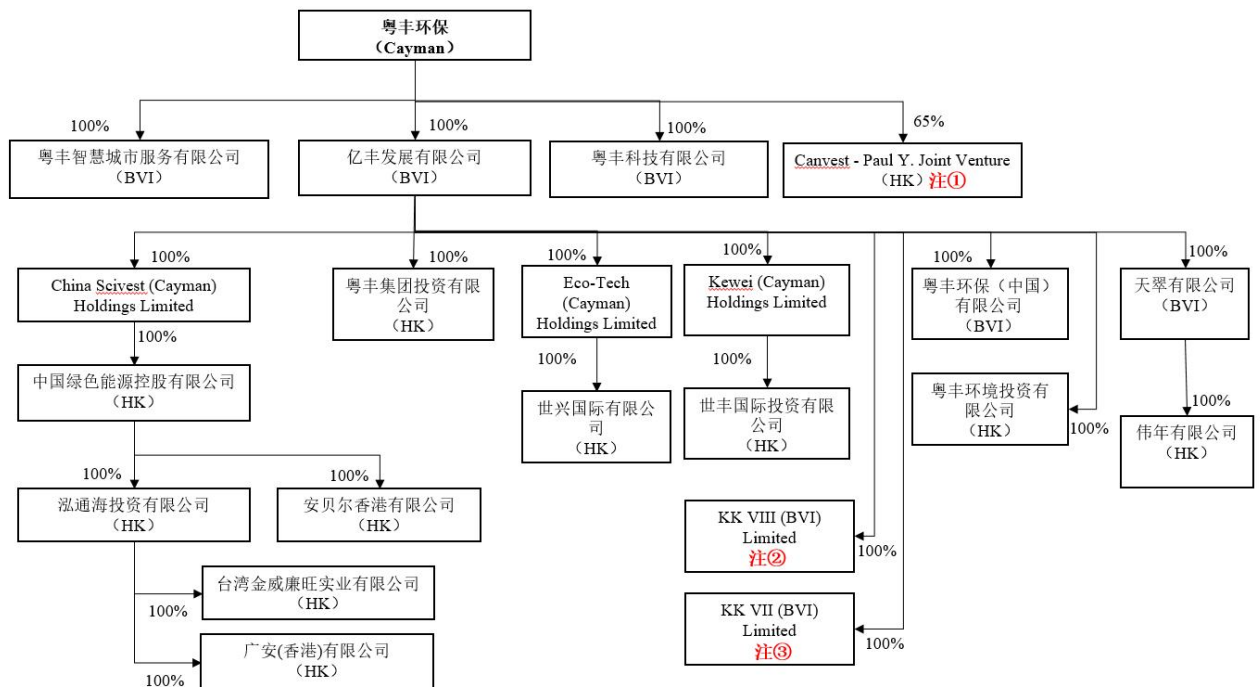 粤丰环保
（Cayman）
100%
100%
100%
65%
粤丰智慧城市服务有限公司
（BVI）
亿丰发展有限公司
（BVI）
粤丰科技有限公司
（BVI）
Canvest - Paul Y. Joint Venture
（HK）注①
100%
100%
100%
100%
100%
100%
China Scivest (Cayman)
Holdings Limited
粤丰集团投资有限
公司
（HK）
Eco-Tech
(Cayman)
Holdings Limited
Kewei (Cayman)
Holdings Limited
粤丰环保（中国）
有限公司
（BVI）
天翠有限公司
（BVI）
100%
100%
100%
100%
中国绿色能源控股有限公司
（HK）
世兴国际有限公
司
（HK）
世丰国际投资有限
公司
（HK）
粤丰环境投资有
限公司
（HK）
100%
伟年有限公司
（HK）
100%
100%
泓通海投资有限公司
（HK）
安贝尔香港有限公司
（HK）
KK VIII (BVI)
Limited
注②
100%
台湾金威廉旺实业有限公司
（HK）
100%
KK VII (BVI)
Limited
注③
100%
广安(香港)有限公司
（HK）
100%